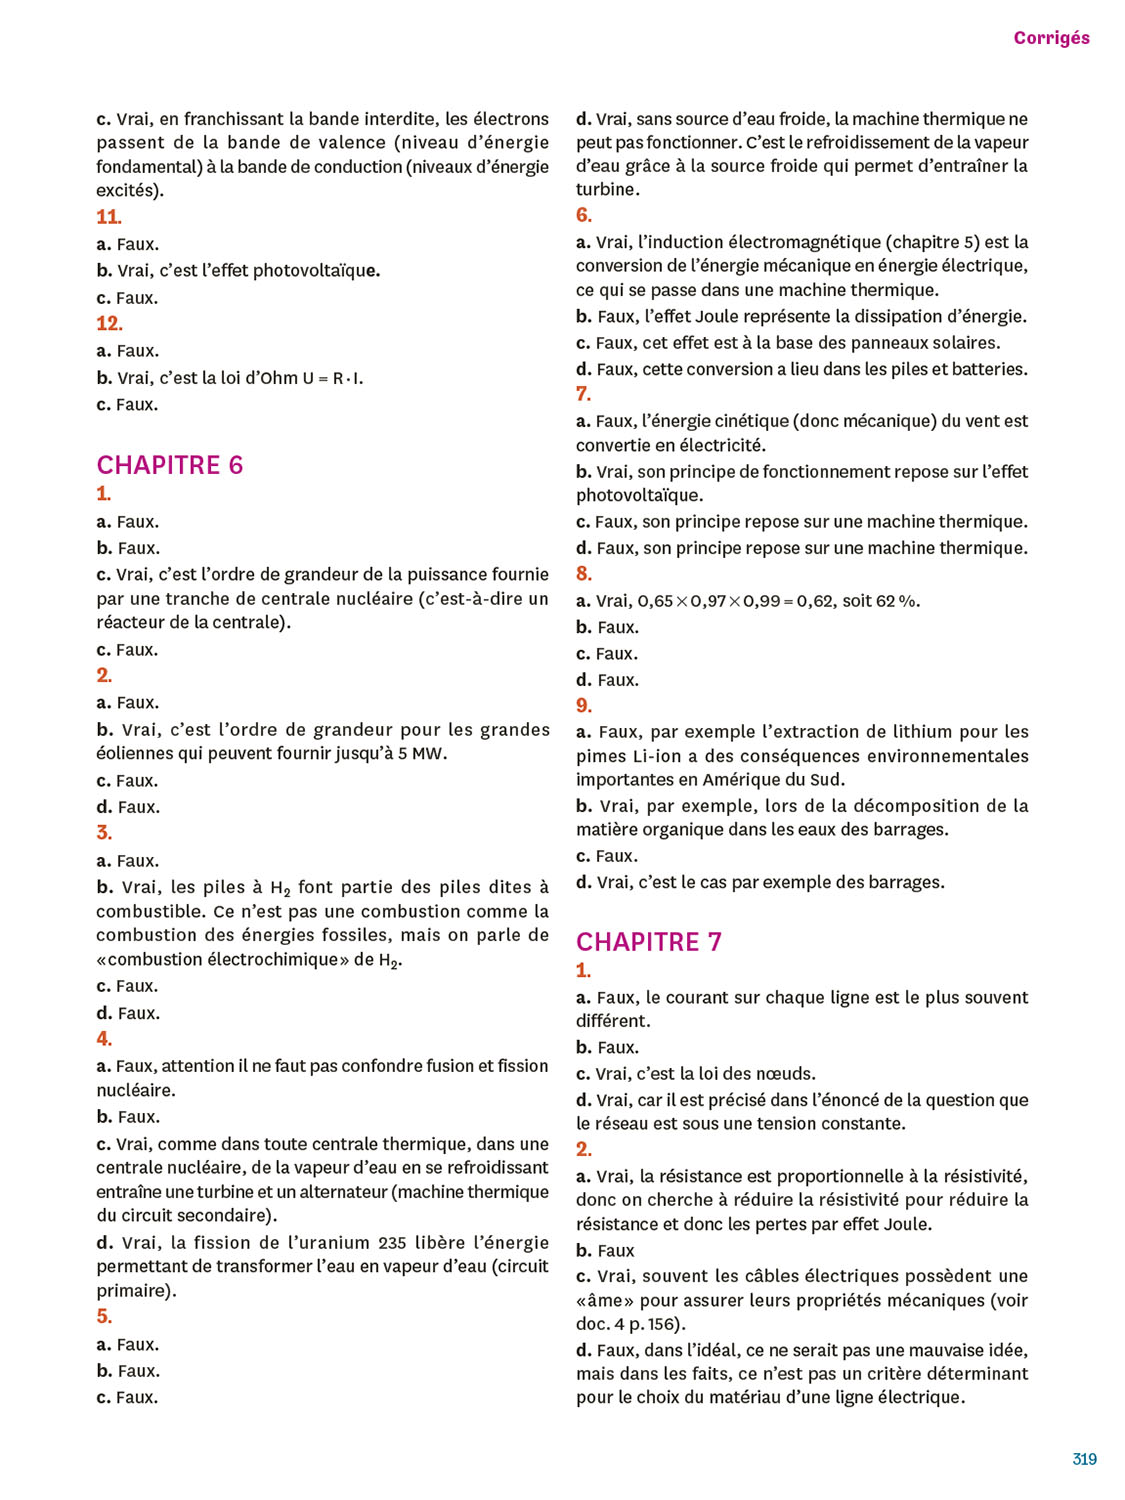 Corrigés
c. Vrai, en franchissant la bande interdite, les électrons
passent de la bande de valence (niveau d’énergie
fondamental) à la bande de conduction (niveaux d’énergie
excités).
11.
a. Faux.
b. Vrai, c’est l’effet photovoltaïque.
c. Faux.
12.
a. Faux.
b. Vrai, c’est la loi d’Ohm U = R · I.
c. Faux.
CHAPITRE 6
1.
a. Faux.
b. Faux.
c. Vrai, c’est l’ordre de grandeur de la puissance fournie
par une tranche de centrale nucléaire (c’est-à-dire un
réacteur de la centrale).
c. Faux.
2.
a. Faux.
b. Vrai, c’est l’ordre de grandeur pour les grandes
éoliennes qui peuvent fournir jusqu’à 5 MW.
c. Faux.
d. Faux.
3.
a. Faux.
b. Vrai, les piles à H2 font partie des piles dites à
combustible. Ce n’est pas une combustion comme la
combustion des énergies fossiles, mais on parle de
« combustion électrochimique » de H2.
c. Faux.
d. Faux.
4.
a. Faux, attention il ne faut pas confondre fusion et fission
nucléaire.
b. Faux.
c. Vrai, comme dans toute centrale thermique, dans une
centrale nucléaire, de la vapeur d’eau en se refroidissant
entraîne une turbine et un alternateur (machine thermique
du circuit secondaire).
d. Vrai, la fission de l’uranium 235 libère l’énergie
permettant de transformer l’eau en vapeur d’eau (circuit
primaire).
5.
a. Faux.
b. Faux.
c. Faux.
d. Vrai, sans source d’eau froide, la machine thermique ne
peut pas fonctionner. C’est le refroidissement de la vapeur
d’eau grâce à la source froide qui permet d’entraîner la
turbine.
6.
a. Vrai, l’induction électromagnétique (chapitre 5) est la
conversion de l’énergie mécanique en énergie électrique,
ce qui se passe dans une machine thermique.
b. Faux, l’effet Joule représente la dissipation d’énergie.
c. Faux, cet effet est à la base des panneaux solaires.
d. Faux, cette conversion a lieu dans les piles et batteries.
7.
a. Faux, l’énergie cinétique (donc mécanique) du vent est
convertie en électricité.
b. Vrai, son principe de fonctionnement repose sur l’effet
photovoltaïque.
c. Faux, son principe repose sur une machine thermique.
d. Faux, son principe repose sur une machine thermique.
8.
a. Vrai, 0,65 × 0,97 × 0,99 = 0,62, soit 62 %.
b. Faux.
c. Faux.
d. Faux.
9.
a. Faux, par exemple l’extraction de lithium pour les
pimes Li-ion a des conséquences environnementales
importantes en Amérique du Sud.
b. Vrai, par exemple, lors de la décomposition de la
matière organique dans les eaux des barrages.
c. Faux.
d. Vrai, c’est le cas par exemple des barrages.
CHAPITRE 7
1.
a. Faux, le courant sur chaque ligne est le plus souvent
différent.
b. Faux.
c. Vrai, c’est la loi des nœuds.
d. Vrai, car il est précisé dans l’énoncé de la question que
le réseau est sous une tension constante.
2.
a. Vrai, la résistance est proportionnelle à la résistivité,
donc on cherche à réduire la résistivité pour réduire la
résistance et donc les pertes par effet Joule.
b. Faux
c. Vrai, souvent les câbles électriques possèdent une
« âme » pour assurer leurs propriétés mécaniques (voir
doc. 4 p. 156).
d. Faux, dans l’idéal, ce ne serait pas une mauvaise idée,
mais dans les faits, ce n’est pas un critère déterminant
pour le choix du matériau d’une ligne électrique.
319